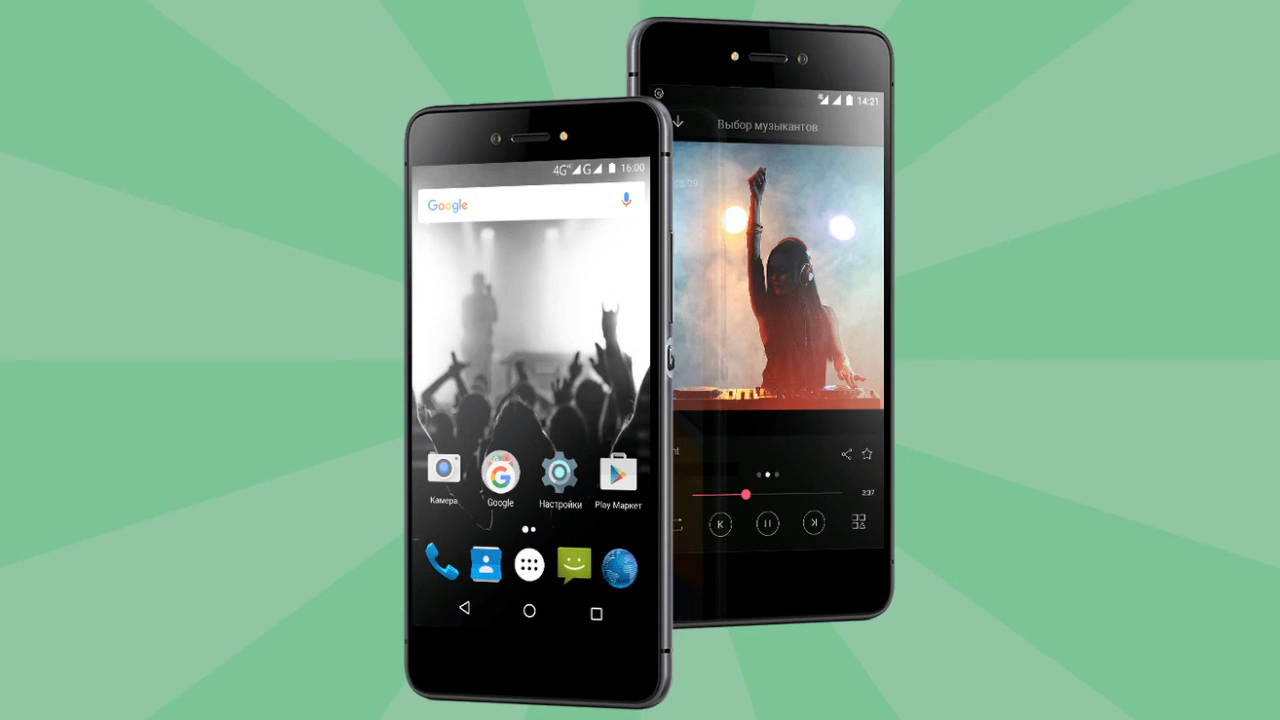 4G G 16:00
Google
Камера
Google
Настройки
Play Маркет
14:21
Выбор музыкантов
2:37